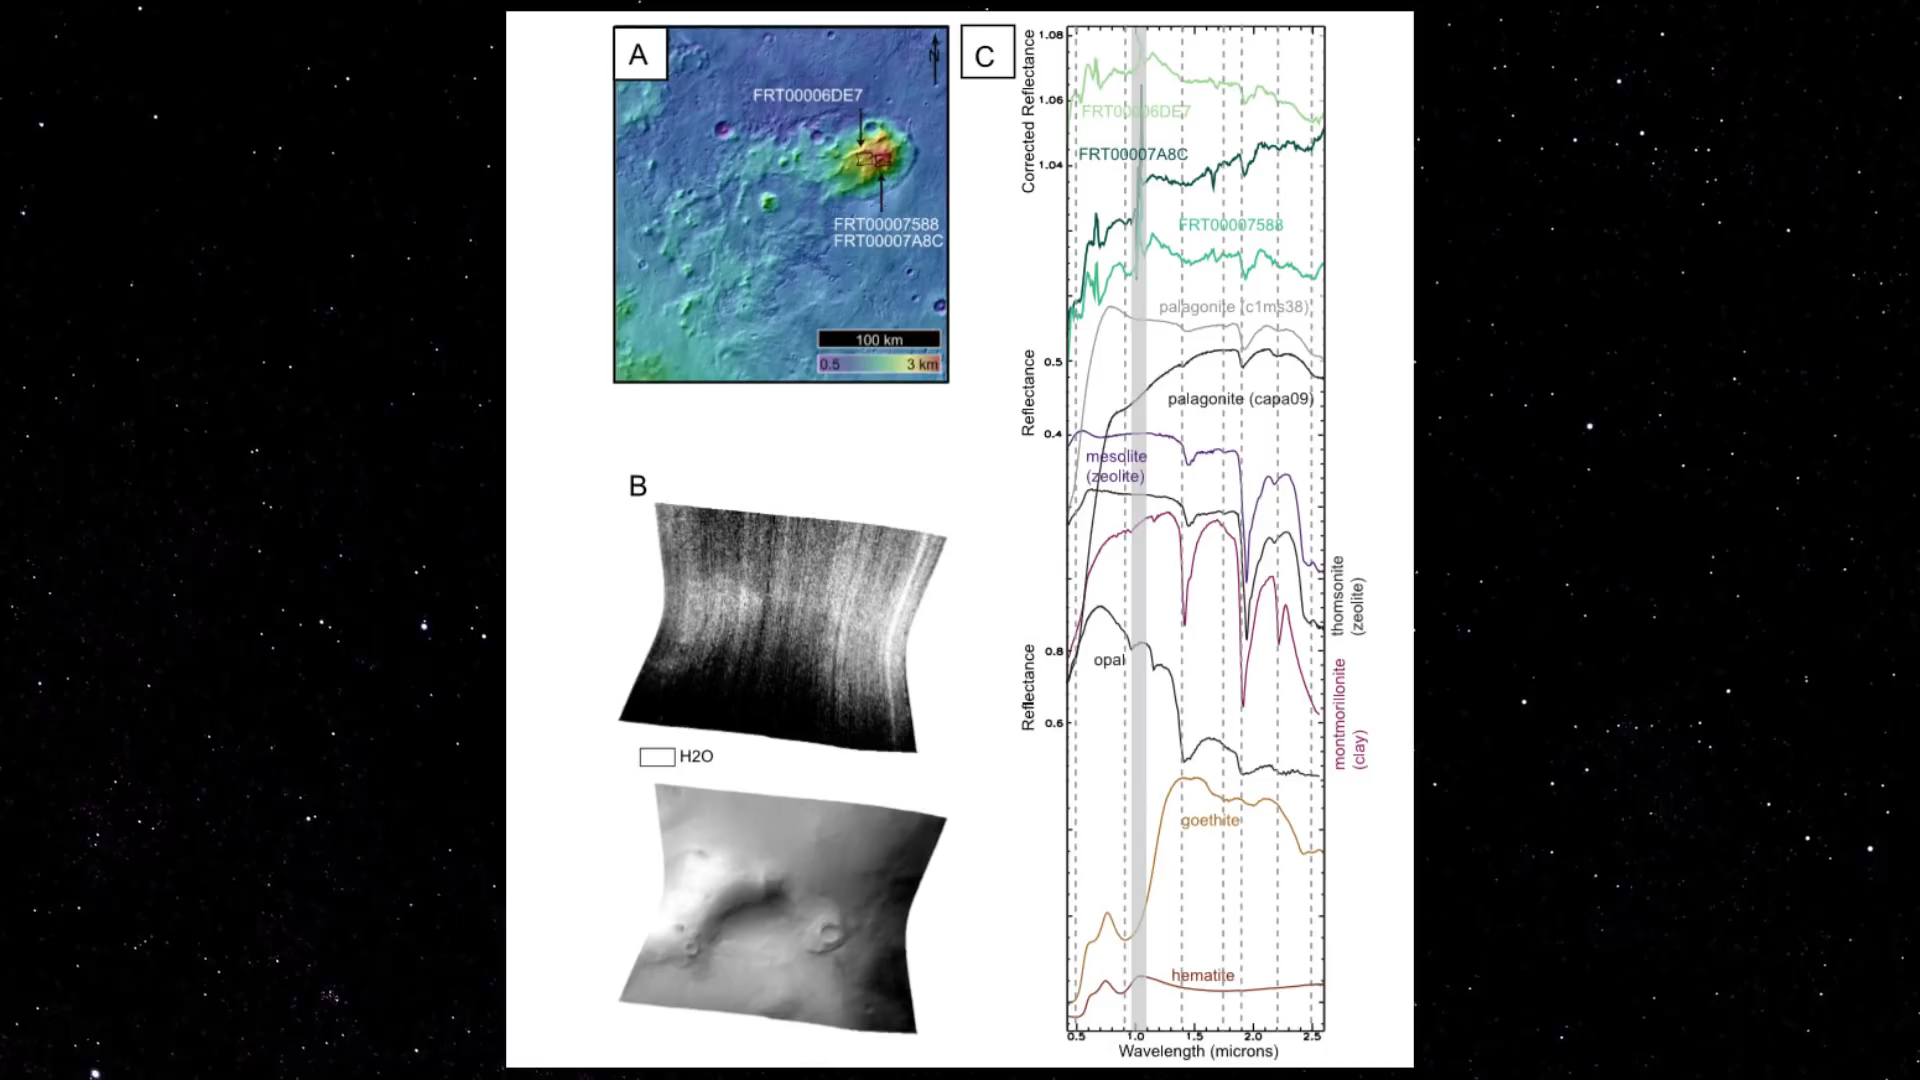 A
N
FRT00006DE7
FRT00007588
FRT00007A8C
100 km
0.5 3 km
B
H2O
C
1.08
1.06
1.04
Corrected Reflectance
FRT00006DE7
FRT00007A8C
FRT00007588
palagonite (c1ms38)
0.5
Reflectance
palagonite (capa09)
0.4
mesolite
(zeolite)
thomsonite
(zeolite)
opal
0.8
Reflectance
0.6
montmorillonite
(clay)
goethite
hematite
0.5 1.0 1.5 2.0 2.5
Wavelength (microns)